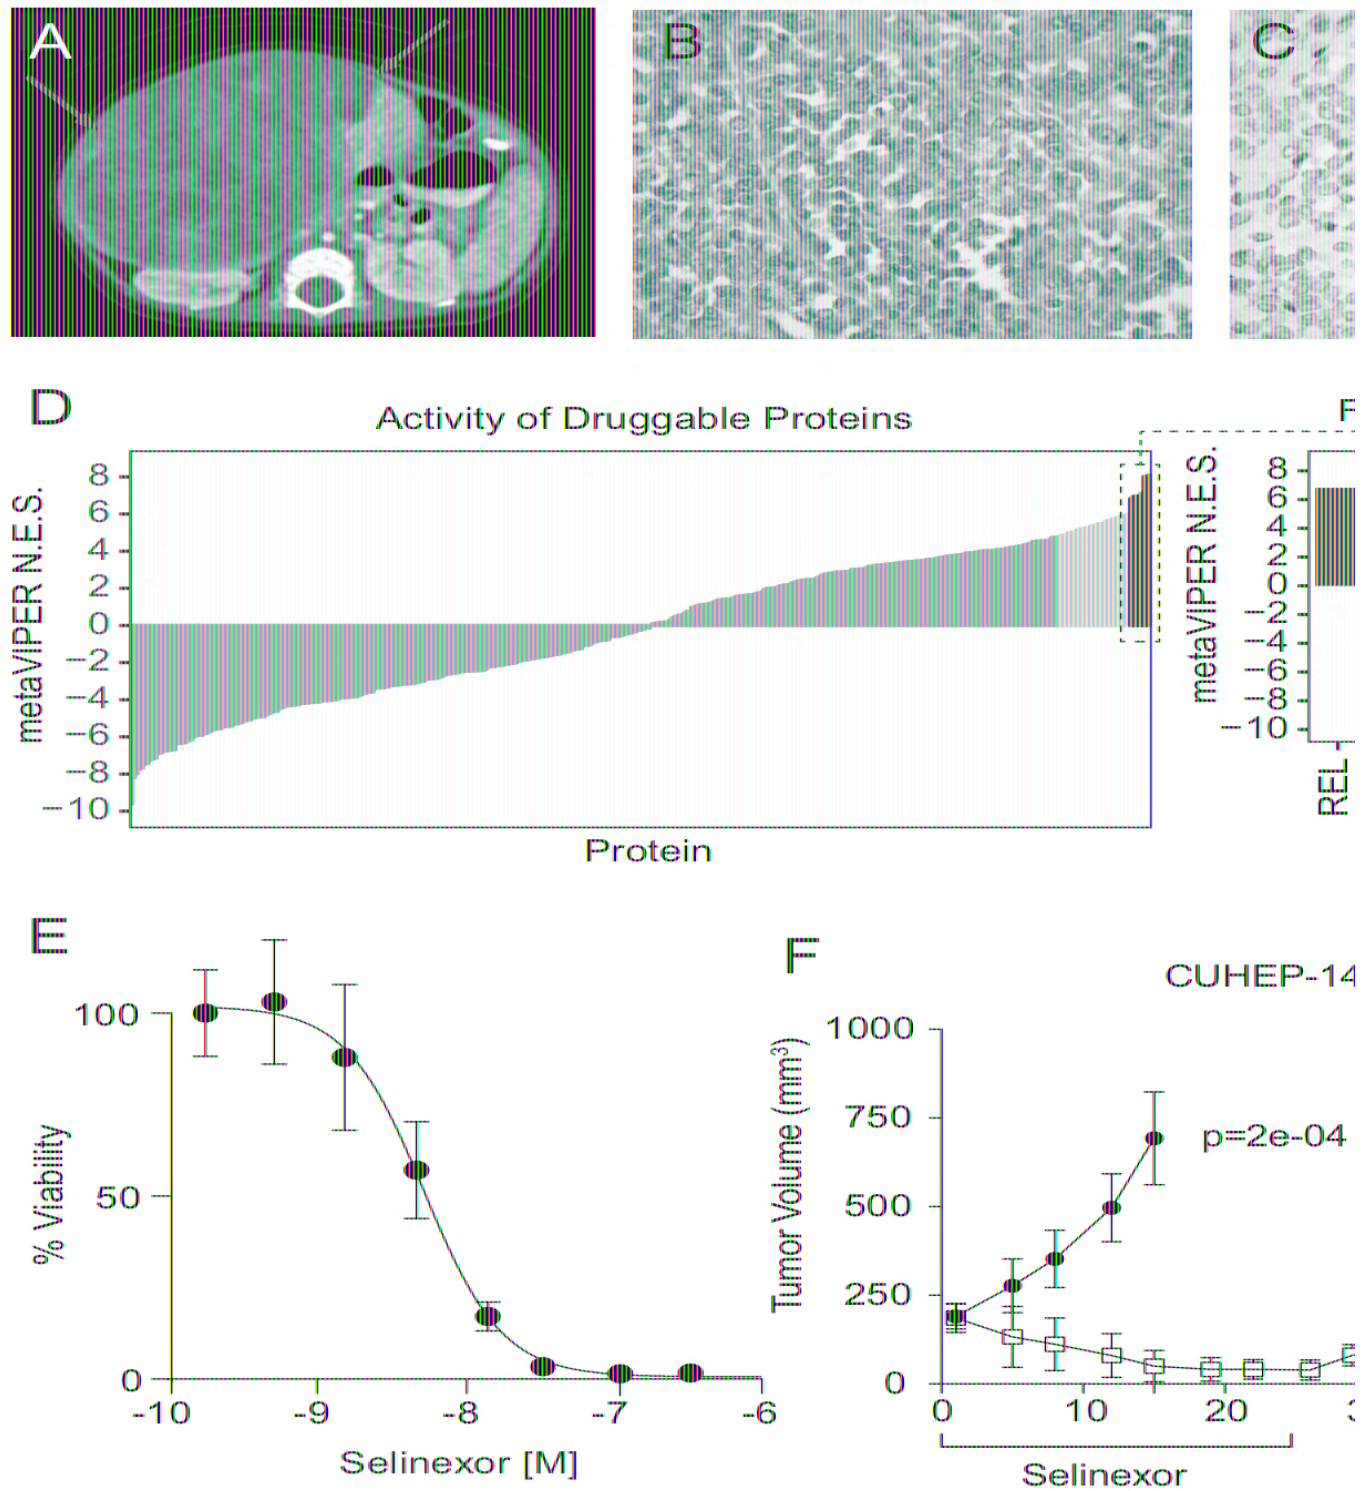 A
B
C
D
Activity of Druggable Proteins
metaVIPER N.E.S.
8
6
4
2
0
−2
−4
−6
−8
−10
Protein
metaVIPER N.E.S.
8
6
4
2
0
−2
−4
−6
−8
−10
REL
E
% Viability
100
50
0
-10
-9
-8
-7
-6
Selinexor [M]
F
CUHEP-14
Tumor Volume (mm³)
1000
750
500
250
0
p=2e-04
0
10
20
Selinexor